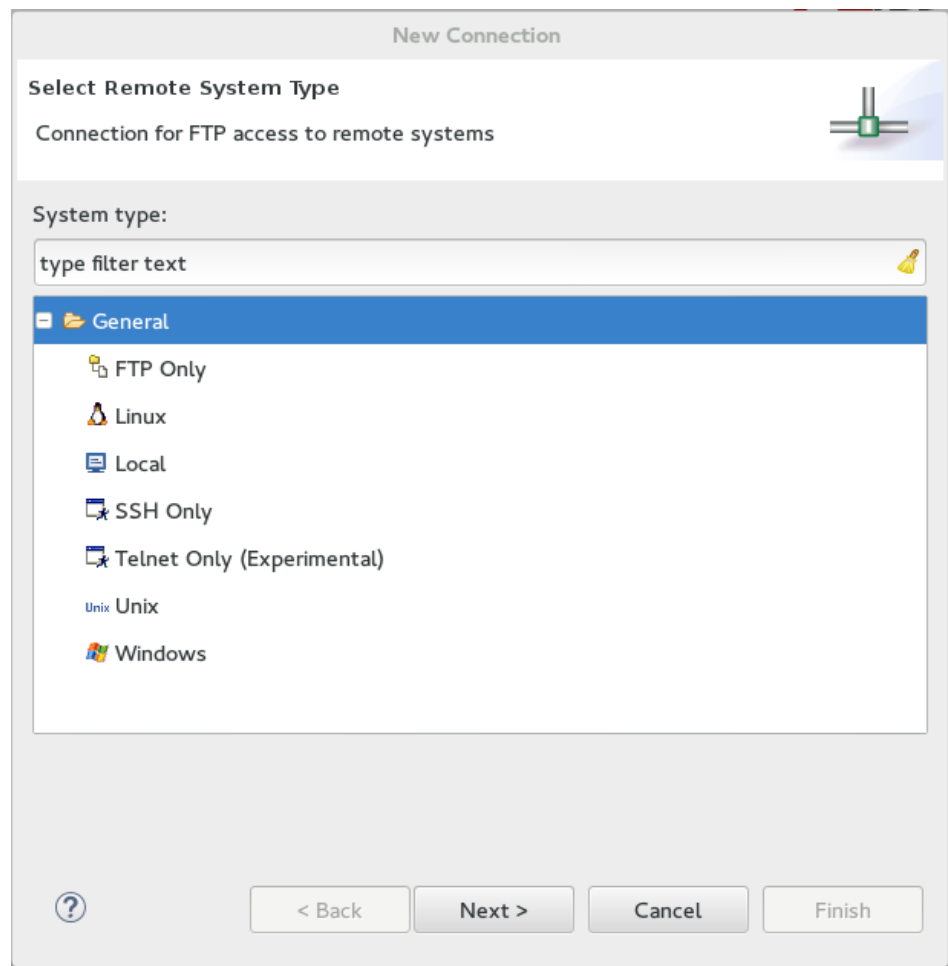 New Connection
Select Remote System Type
Connection for FTP access to remote systems
System type:
type filter text
General
FTP Only
Linux
Local
SSH Only
Telnet Only (Experimental)
Unix Unix
Windows
? < Back Next > Cancel Finish